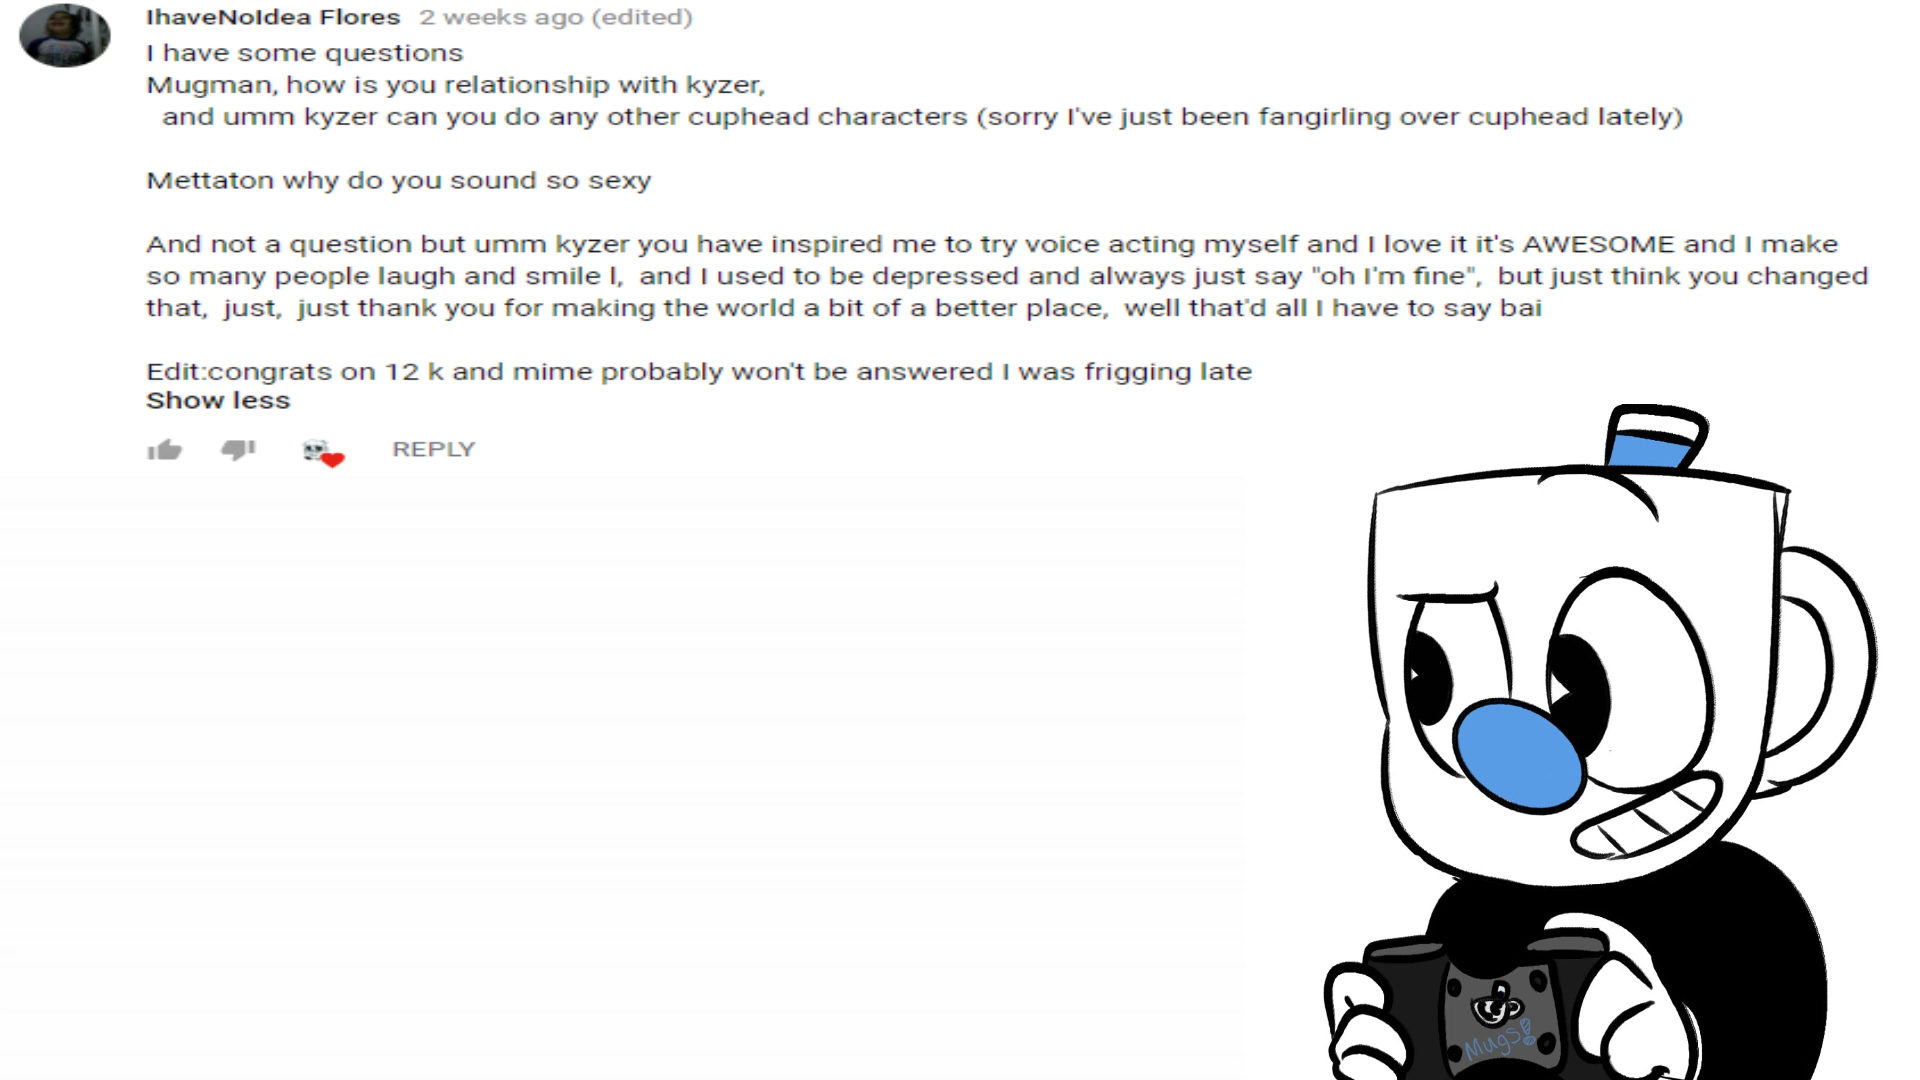 IhaveNoIdea Flores 2 weeks ago (edited)
I have some questions
Mugman, how is you relationship with kyzer,
and umm kyzer can you do any other cuphead characters (sorry I've just been fangirling over cuphead lately)
Mettaton why do you sound so sexy
And not a question but umm kyzer you have inspired me to try voice acting myself and I love it it's AWESOME and I make
so many people laugh and smile l, and I used to be depressed and always just say "oh I'm fine", but just think you changed
that, just, just thank you for making the world a bit of a better place, well that'd all I have to say bai
Edit:congrats on 12 k and mime probably won't be answered I was frigging late
Show less
REPLY
Mugs!